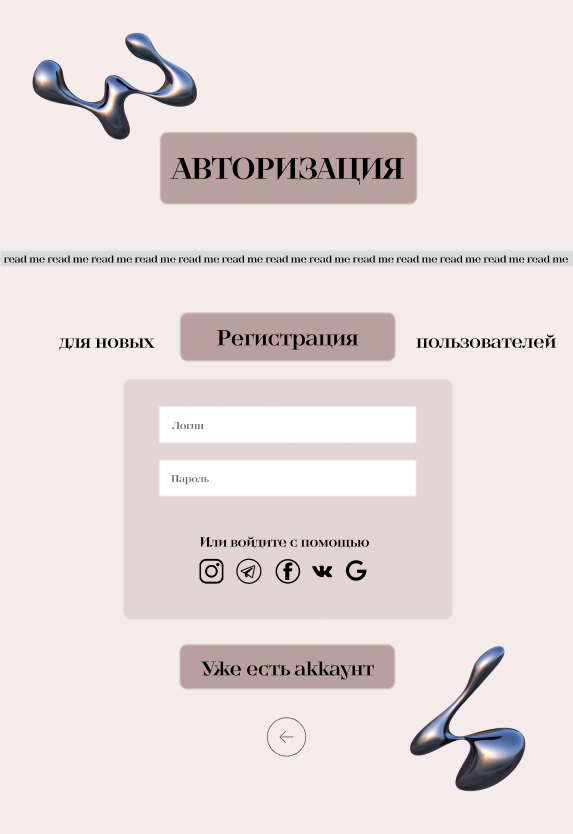 АВТОРИЗАЦИЯ
read me read me read me read me read me read me read me read me read me read me read me read me read me
для новых Регистрация пользователей
Логин
Пароль
Или войдите с помощью
Уже есть аккаунт